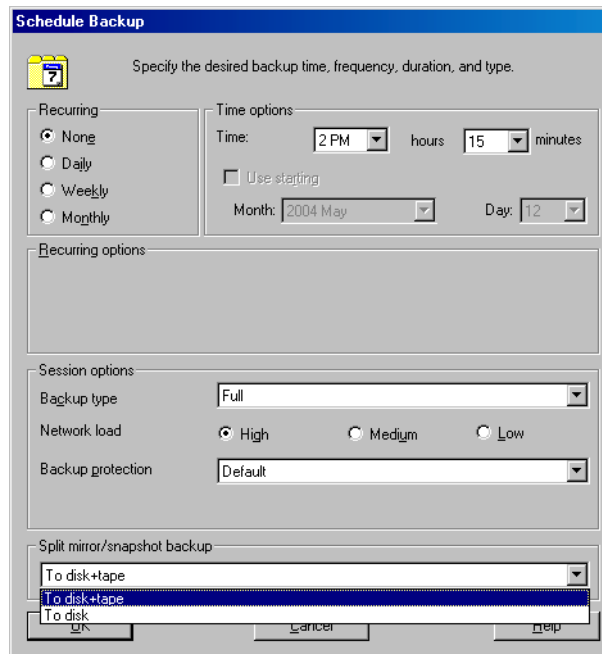 Schedule Backup
7
Specify the desired backup time, frequency, duration, and type.
Recurring
None
Daily
Weekly
Monthly
Time options
Time: 2 PM hours 15 minutes
Use starting
Month: 2004 May Day: 12
Recurring options
Session options
Backup type Full
Network load High Medium Low
Backup protection Default
Split mirror/snapshot backup
To disk+tape
To disk+tape
To disk
OK Cancel Help